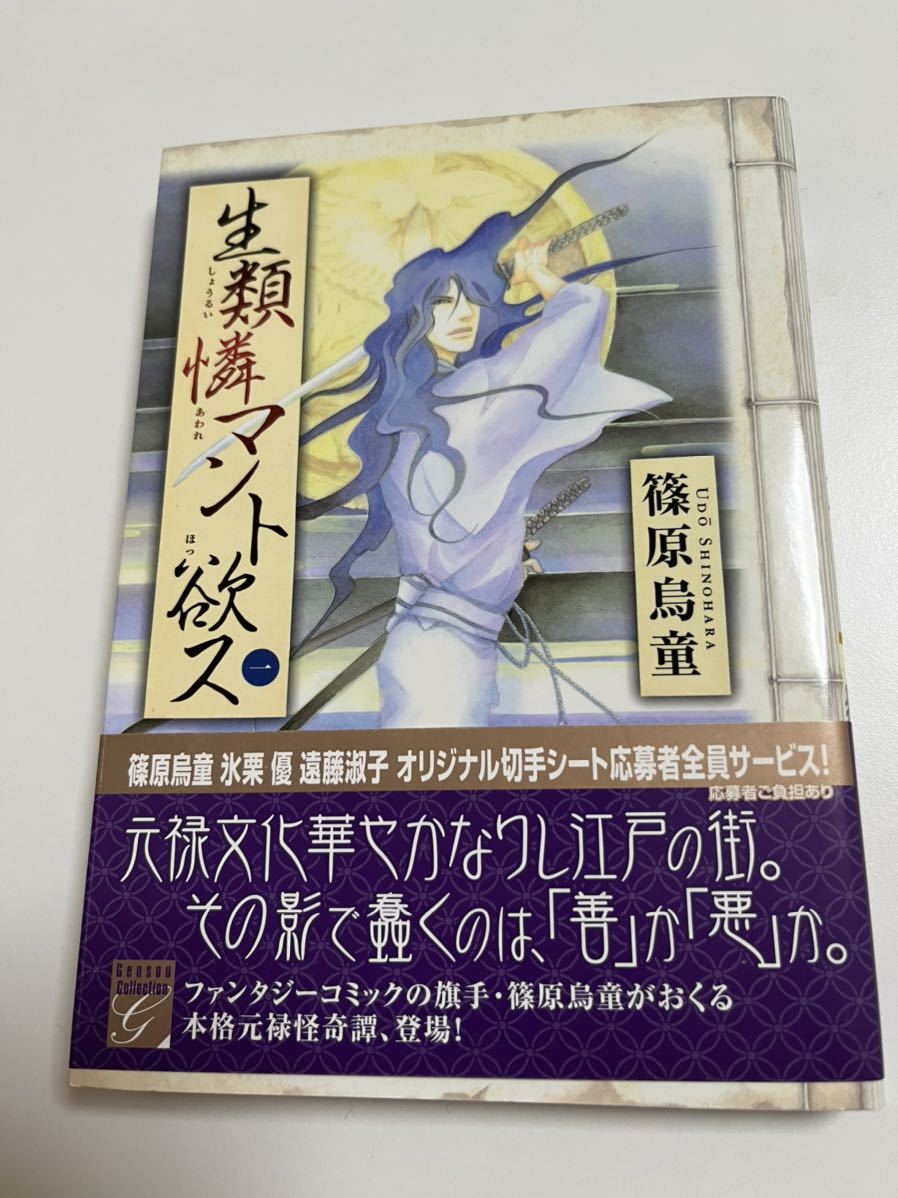 生類憐マント欲ス
しょうるい
あわれ
ほっ
一
篠原烏童
UDŌ SHINOHARA
篠原烏童 氷栗 優 遠藤淑子 オリジナル切手シート応募者全員サービス!
応募者ご負担あり
元禄文化華やかなりし江戸の街。
その影で蠢くのは、「善」か「悪」か。
Gensou
Collection
G
ファンタジーコミックの旗手・篠原烏童がおくる
本格元禄怪奇譚、登場!